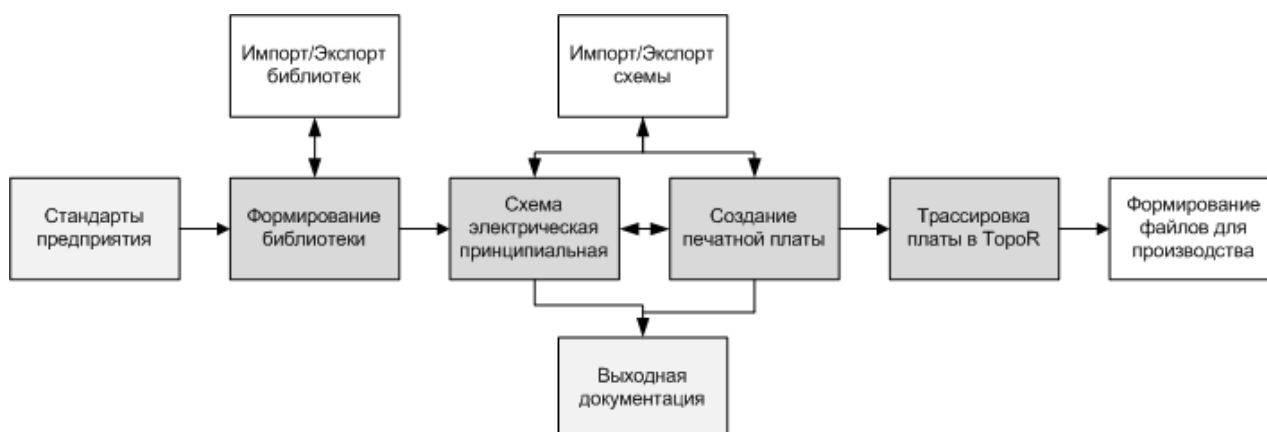 Импорт/Экспорт
библиотек
Импорт/Экспорт
схемы
Стандарты
предприятия
Формирование
библиотеки
Схема
электрическая
принципиальная
Создание
печатной платы
Трассировка
платы в TopoR
Формирование
файлов для
производства
Выходная
документация